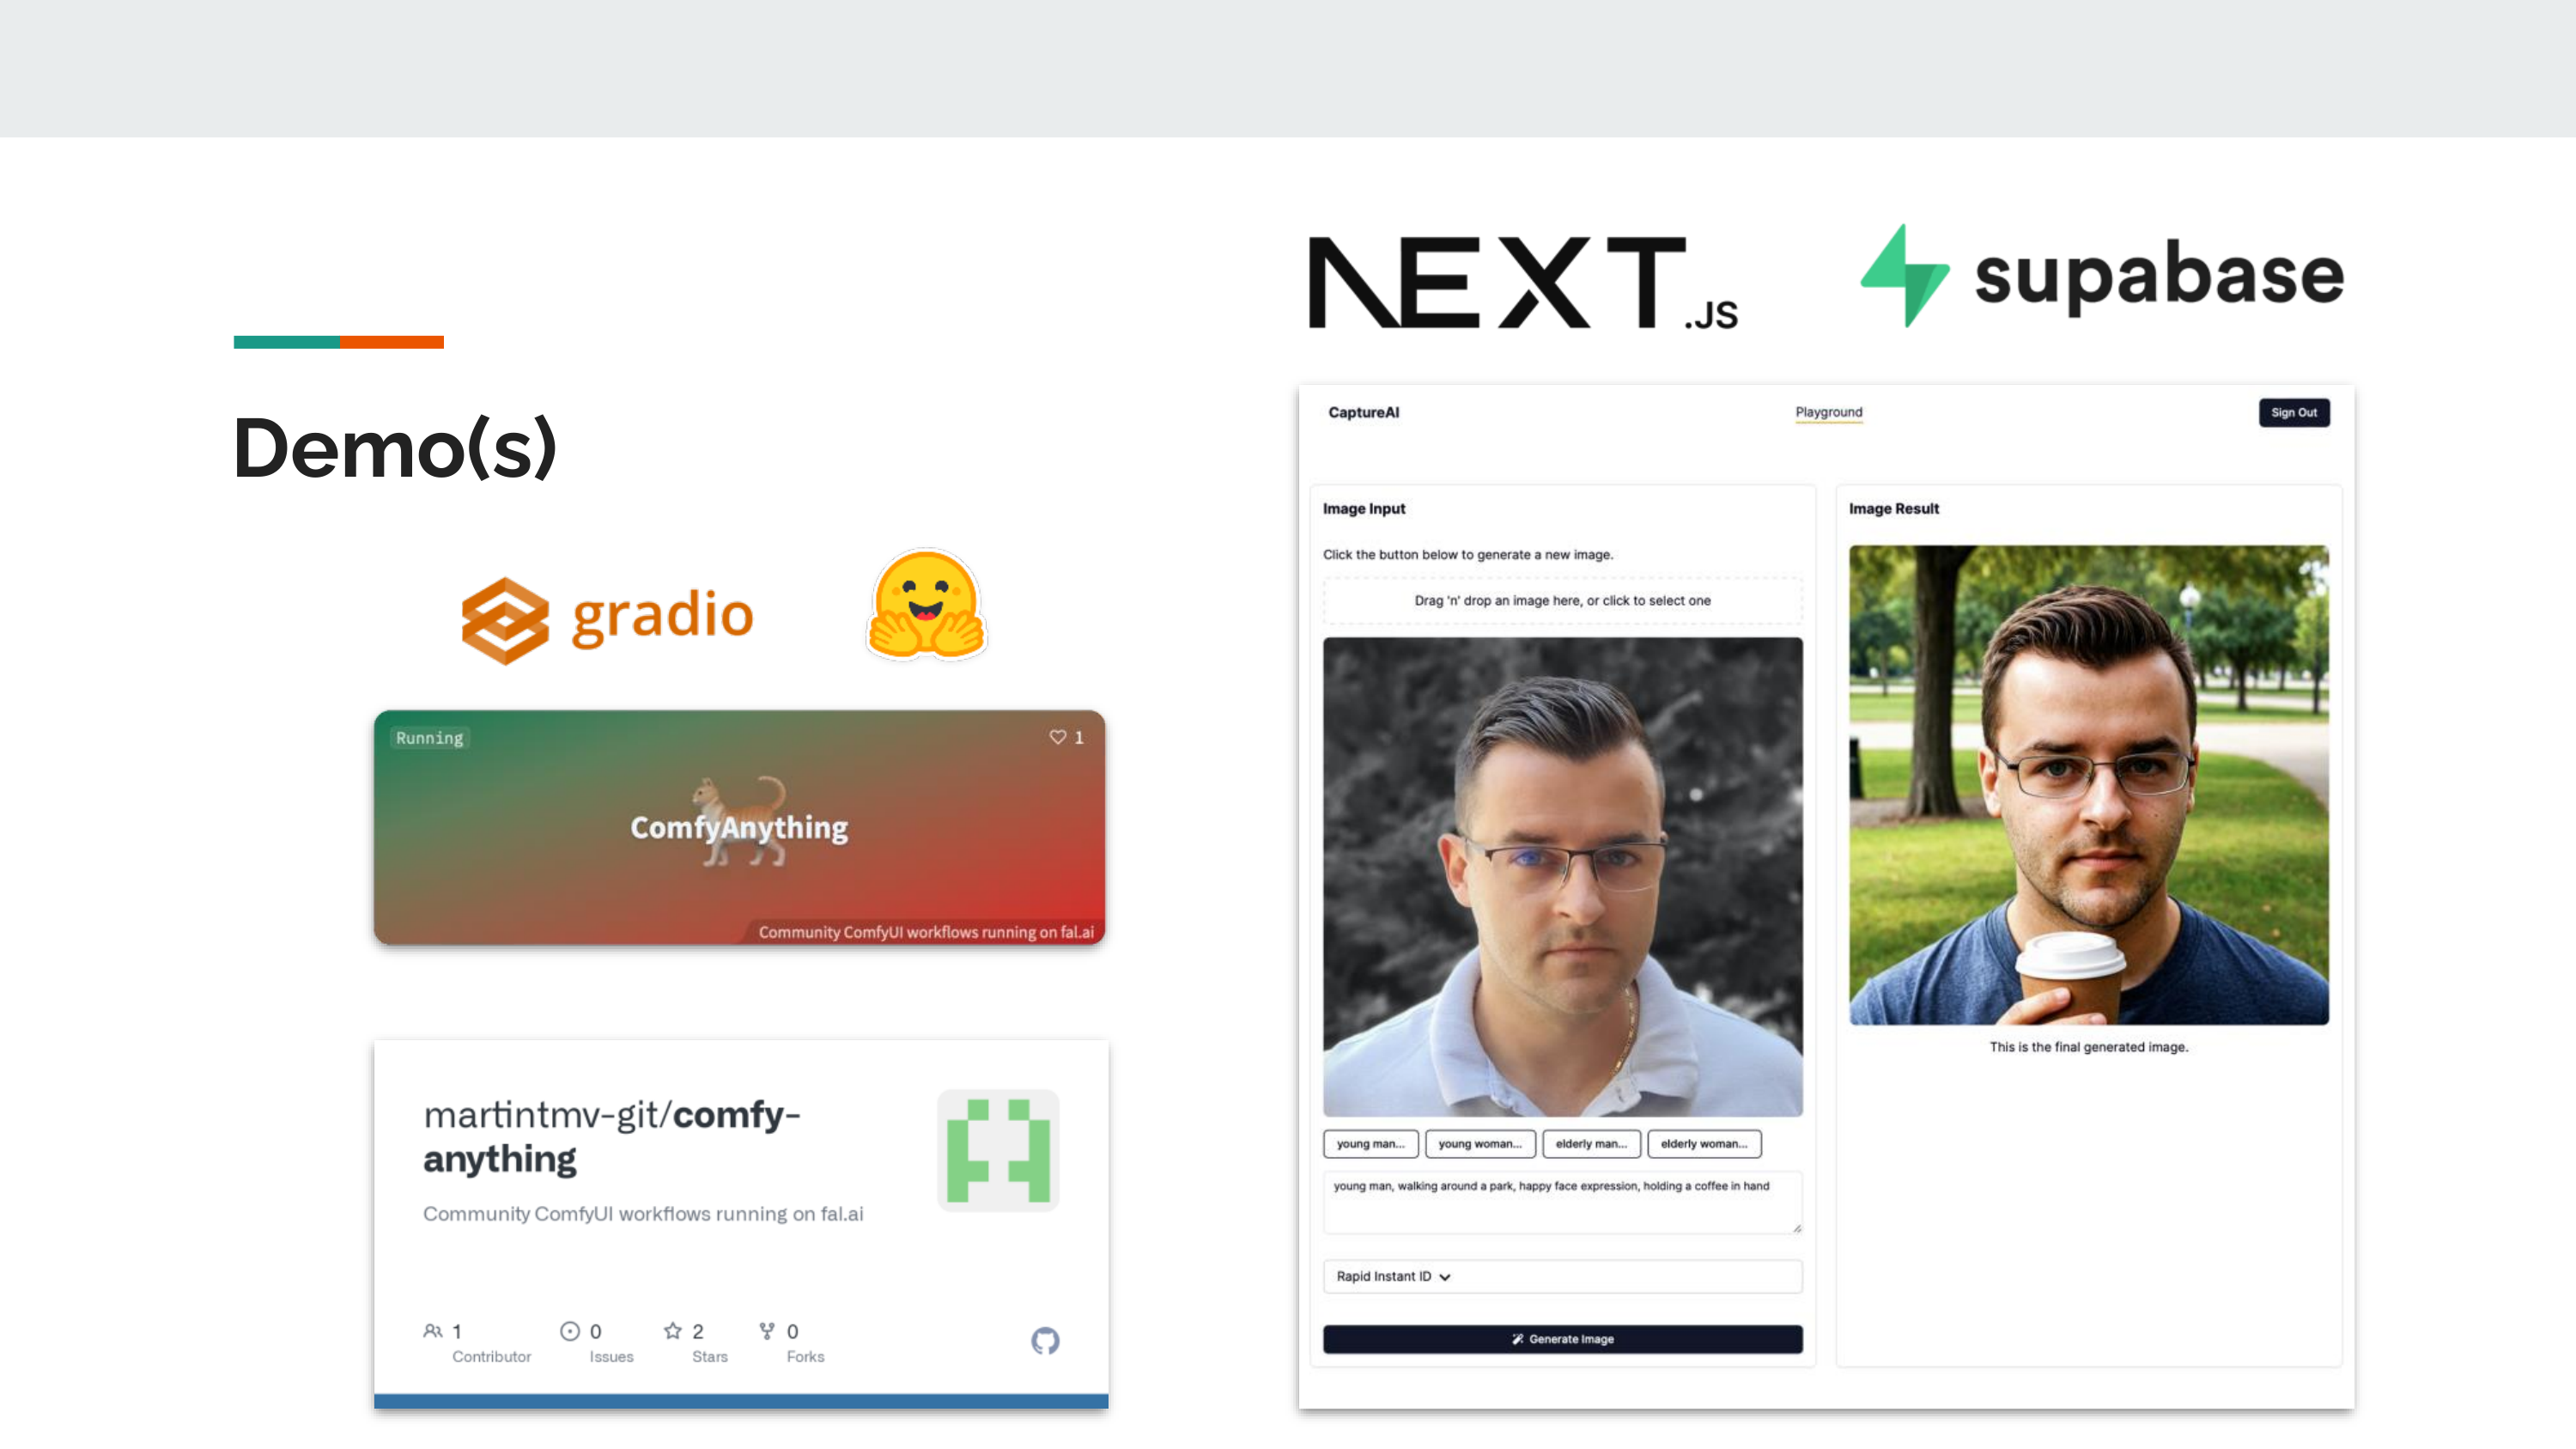 Demo(s)
gradio
Running
1
ComfyAnything
Community ComfyUI workflows running on fal.ai
martintmv-git/comfy-
anything
Community ComfyUI workflows running on fal.ai
1
Contributor
0
Issues
2
Stars
0
Forks
NEXT.JS
supabase
CaptureAI
Playground
Sign Out
Image Input
Click the button below to generate a new image.
Drag 'n' drop an image here, or click to select one
young man...
young woman...
elderly man...
elderly woman...
young man, walking around a park, happy face expression, holding a coffee in hand
Rapid Instant ID
Generate Image
Image Result
This is the final generated image.